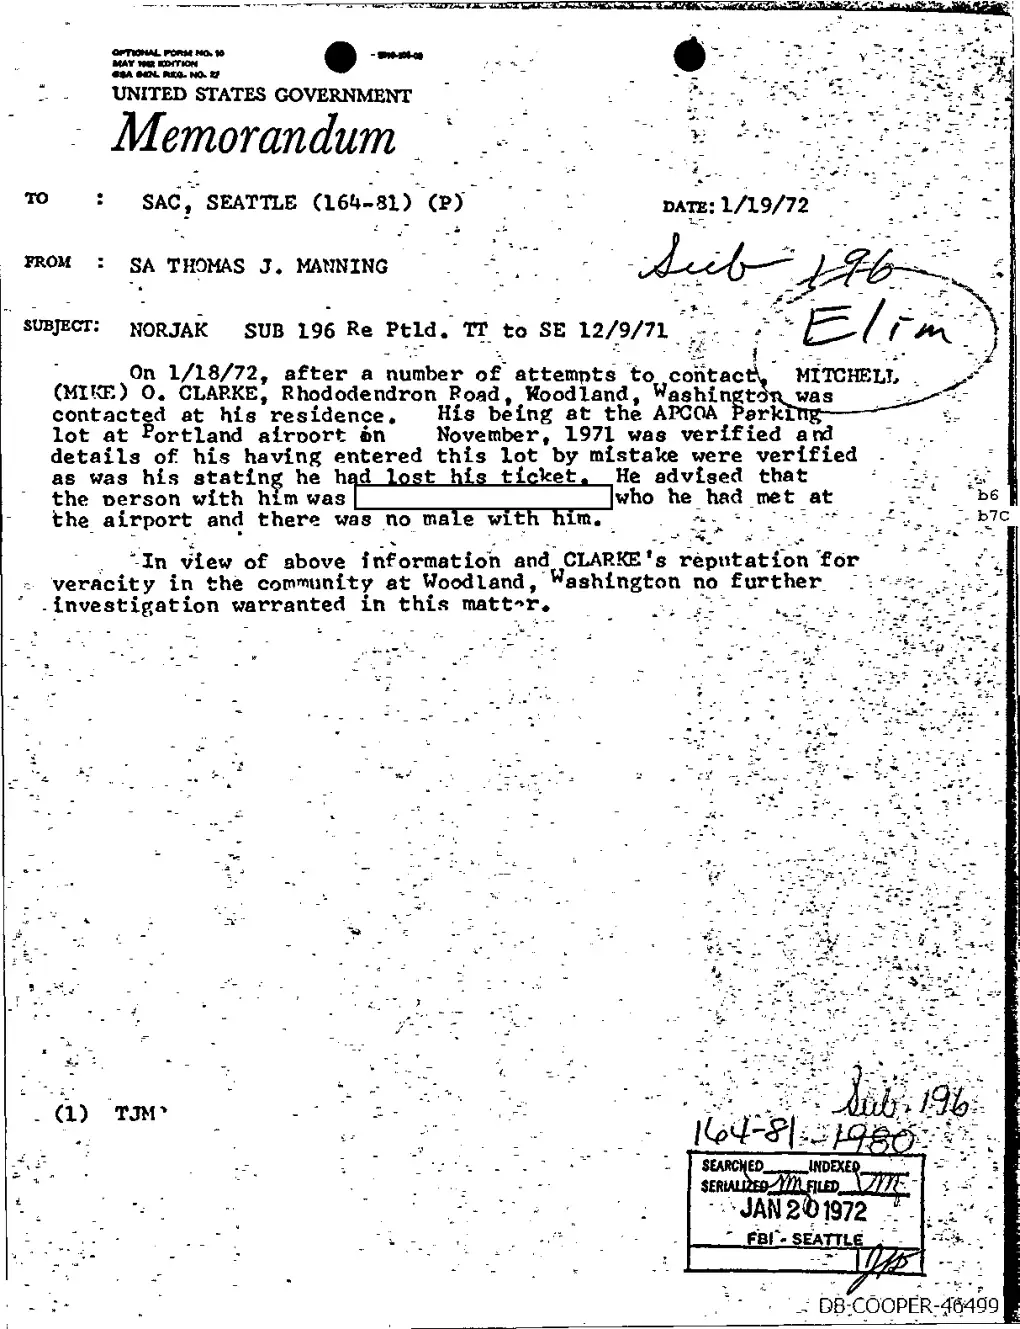 OPTIONAL FORM NO. 10
MAY 1962 EDITION
GSA GEN. REG. NO. 27
UNITED STATES GOVERNMENT
Memorandum
TO : SAC, SEATTLE (164-81) (P)
DATE: 1/19/72
FROM : SA THOMAS J. MANNING
Sub 196
Elim
SUBJECT: NORJAK SUB 196 Re Ptld. TT to SE 12/9/71
On 1/18/72, after a number of attempts to contact, MITCHELL
(MIKE) O. CLARKE, Rhododendron Road, Woodland, Washington was
contacted at his residence. His being at the APCOA Parking
lot at Portland airport in November, 1971 was verified and
details of his having entered this lot by mistake were verified
as was his stating he had lost his ticket. He advised that
the person with him was who he had met at
the airport and there was no male with him.
b6
b7C
In view of above information and CLARKE's reputation for
veracity in the community at Woodland, Washington no further
investigation warranted in this matter.
(1) TJM
Sub 196
164-81-1980
SEARCHED INDEXED
SERIALIZED FILED
JAN 20 1972
FBI - SEATTLE
DB COOPER-46499